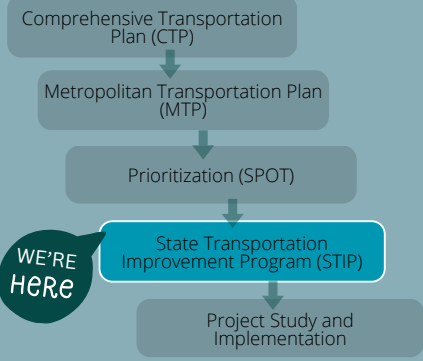 Comprehensive Transportation
Plan (CTP)
Metropolitan Transportation Plan
(MTP)
Prioritization (SPOT)
State Transportation
Improvement Program (STIP)
WE'RE
HeRe
Project Study and
Implementation